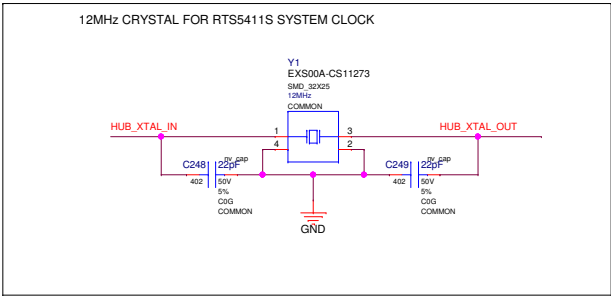 12MHz CRYSTAL FOR RTS5411S SYSTEM CLOCK
Y1
EXS00A-CS11273
SMD_32X25
12MHz
COMMON
HUB_XTAL_IN
1
3
HUB_XTAL_OUT
4
2
C248
nv_cap
22pF
402
50V
5%
C0G
COMMON
C249
nv_cap
22pF
402
50V
5%
C0G
COMMON
GND